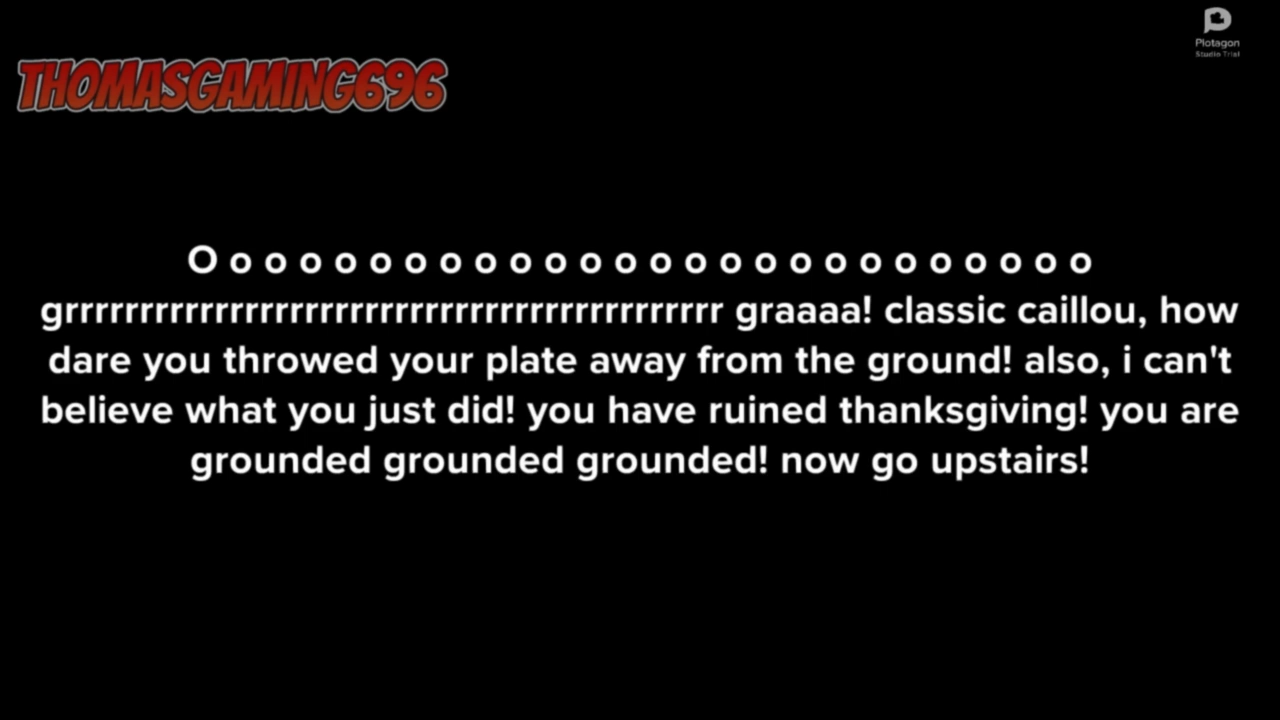 Plotagon
Studio Trial
THOMASGAMING696
O o o o o o o o o o o o o o o o o o o o o o o o o o
grrrrrrrrrrrrrrrrrrrrrrrrrrrrrrrrrrrrrrrrrrrr graaaa! classic caillou, how
dare you throwed your plate away from the ground! also, i can't
believe what you just did! you have ruined thanksgiving! you are
grounded grounded grounded! now go upstairs!